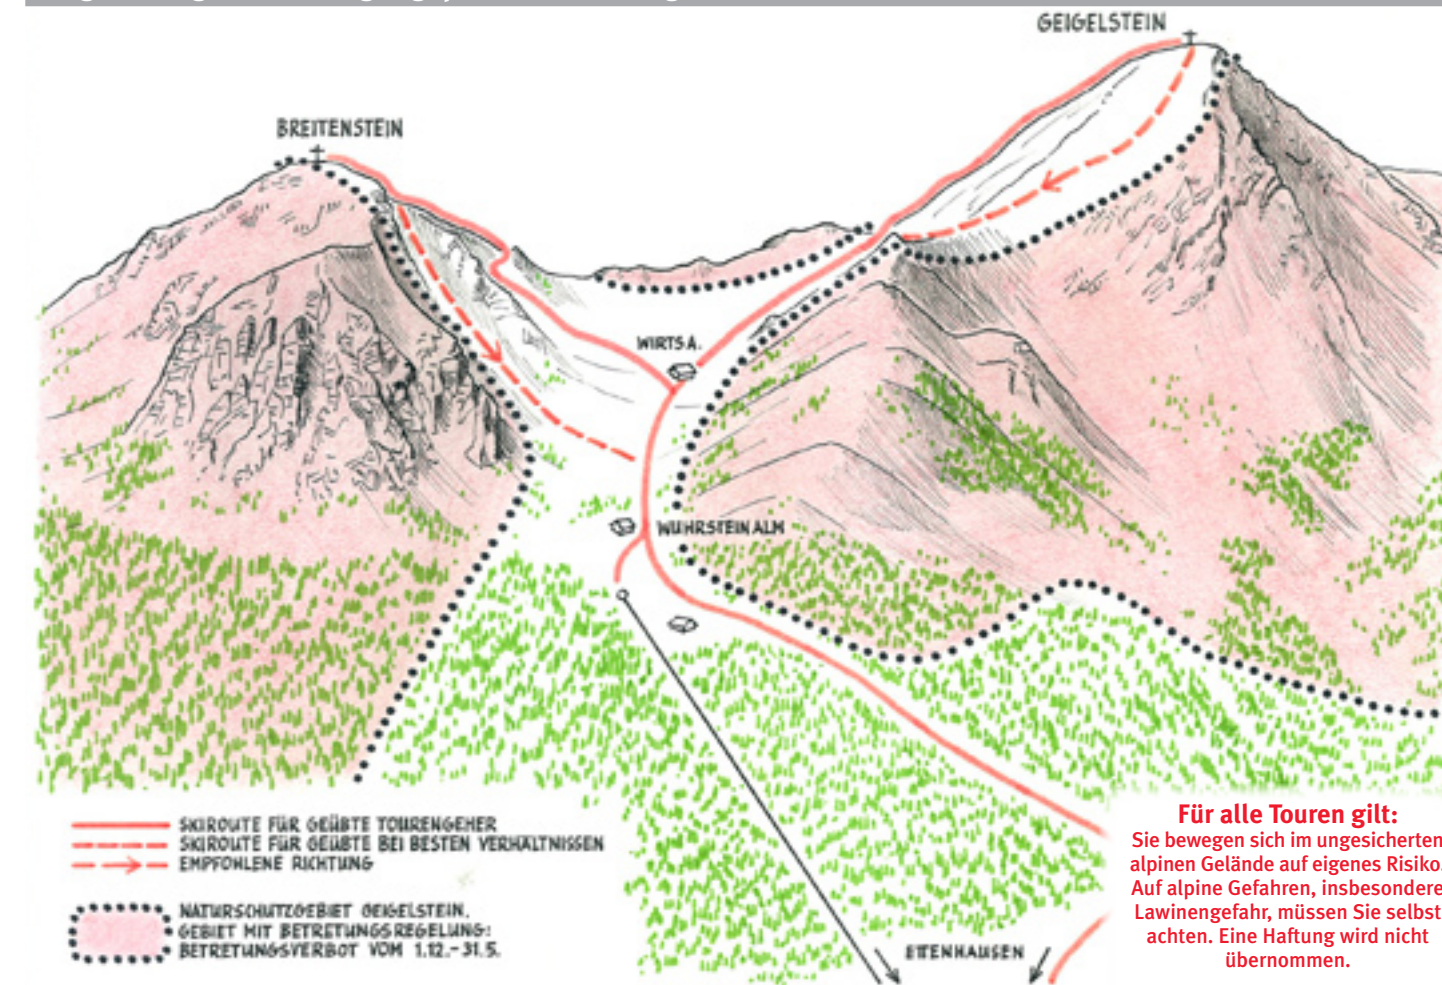 GEIGELSTEIN
BREITENSTEIN
WIRTS A.
WUHRSTEINALM
SKIROUTE FÜR GEÜBTE TOURENGEHER
SKIROUTE FÜR GEÜBTE BEI BESTEN VERHÄLTNISSEN
EMPFOHLENE RICHTUNG
NATURSCHUTZGEBIET GEIGELSTEIN.
GEBIET MIT BETRETUNGSREGELUNG:
BETRETUNGSVERBOT VOM 1.12.-31.5.
ETTENHAUSEN
Für alle Touren gilt:
Sie bewegen sich im ungesicherten
alpinen Gelände auf eigenes Risiko.
Auf alpine Gefahren, insbesondere
Lawinengefahr, müssen Sie selbst
achten. Eine Haftung wird nicht
übernommen.